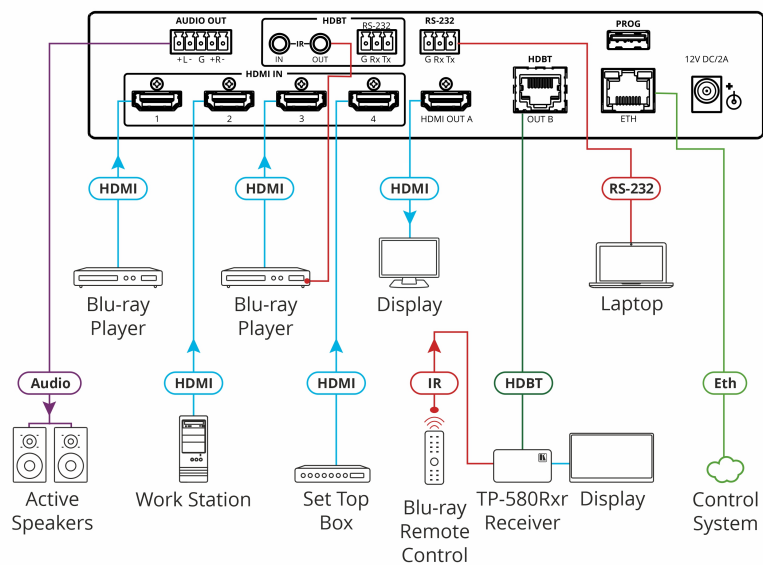 AUDIO OUT
HDBT
RS-232
RS-232
PROG
IR
IN
OUT
G Rx Tx
G Rx Tx
+L- G +R-
HDBT
12V DC/2A
HDMI IN
1
2
3
4
HDMI OUT A
OUT B
ETH
HDMI
HDMI
HDMI
RS-232
Blu-ray
Player
Blu-ray
Player
Display
Laptop
Audio
HDMI
HDMI
IR
HDBT
Eth
Active
Speakers
Work Station
Set Top
Box
Blu-ray
Remote
Control
TP-580Rxr
Receiver
Display
Control
System